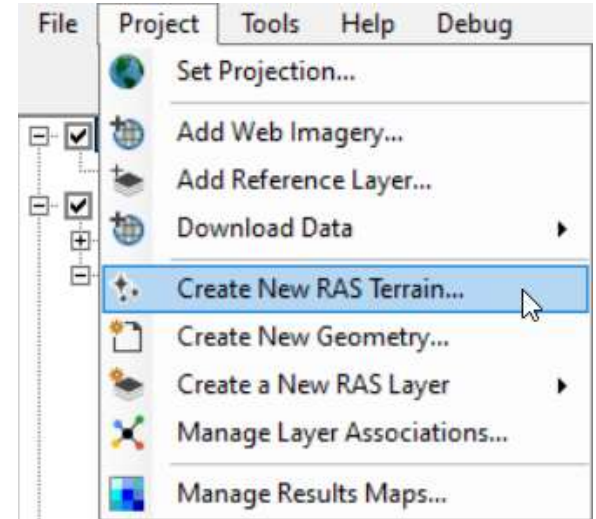 File Project Tools Help Debug
Set Projection...
Add Web Imagery...
Add Reference Layer...
Download Data
Create New RAS Terrain...
Create New Geometry...
Create a New RAS Layer
Manage Layer Associations...
Manage Results Maps...